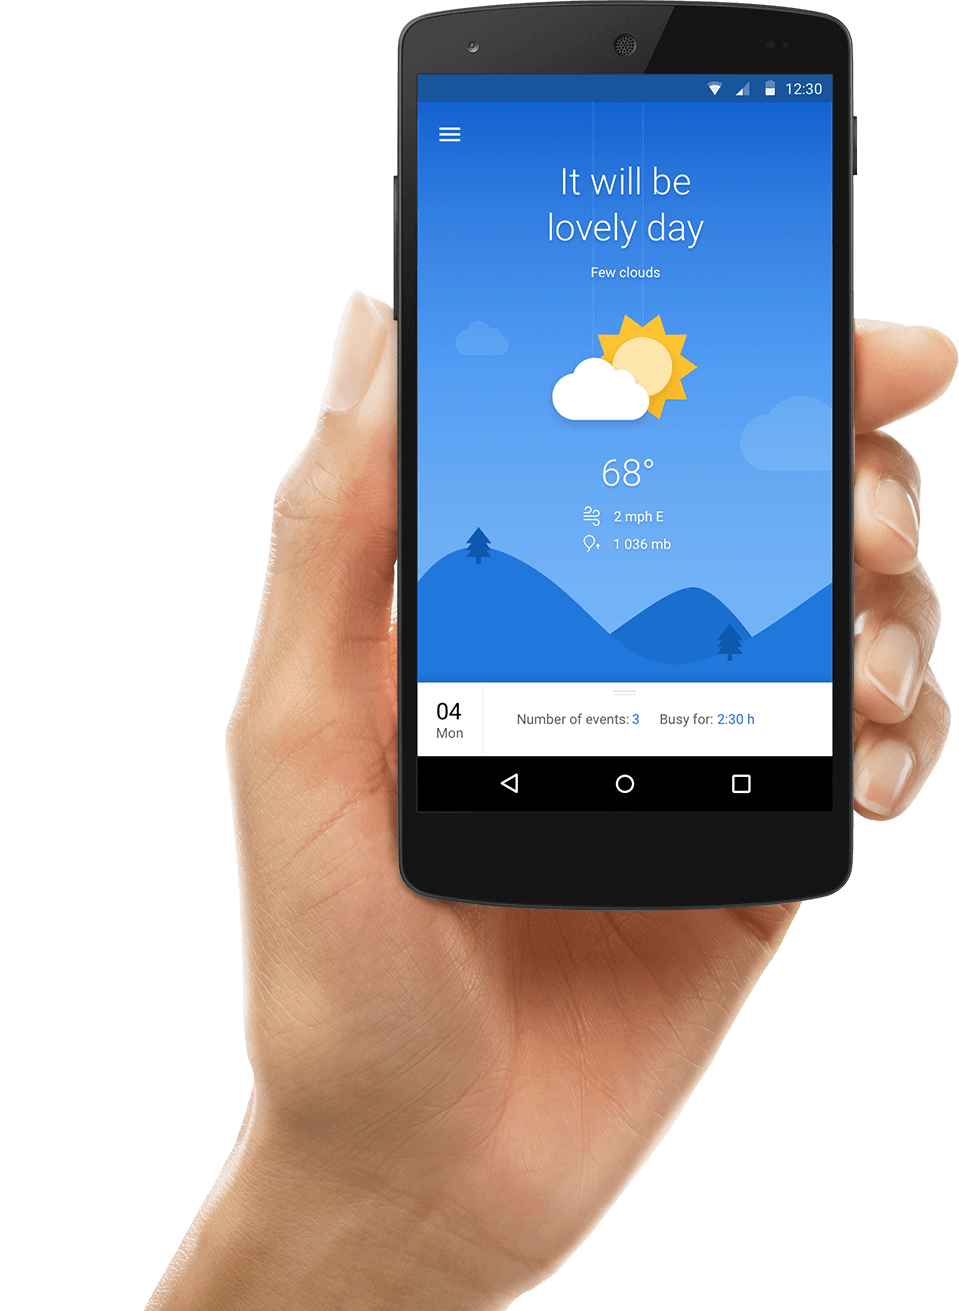 12:30
It will be
lovely day
Few clouds
68°
2 mph E
1 036 mb
04
Mon
Number of events: 3 Busy for: 2:30 h